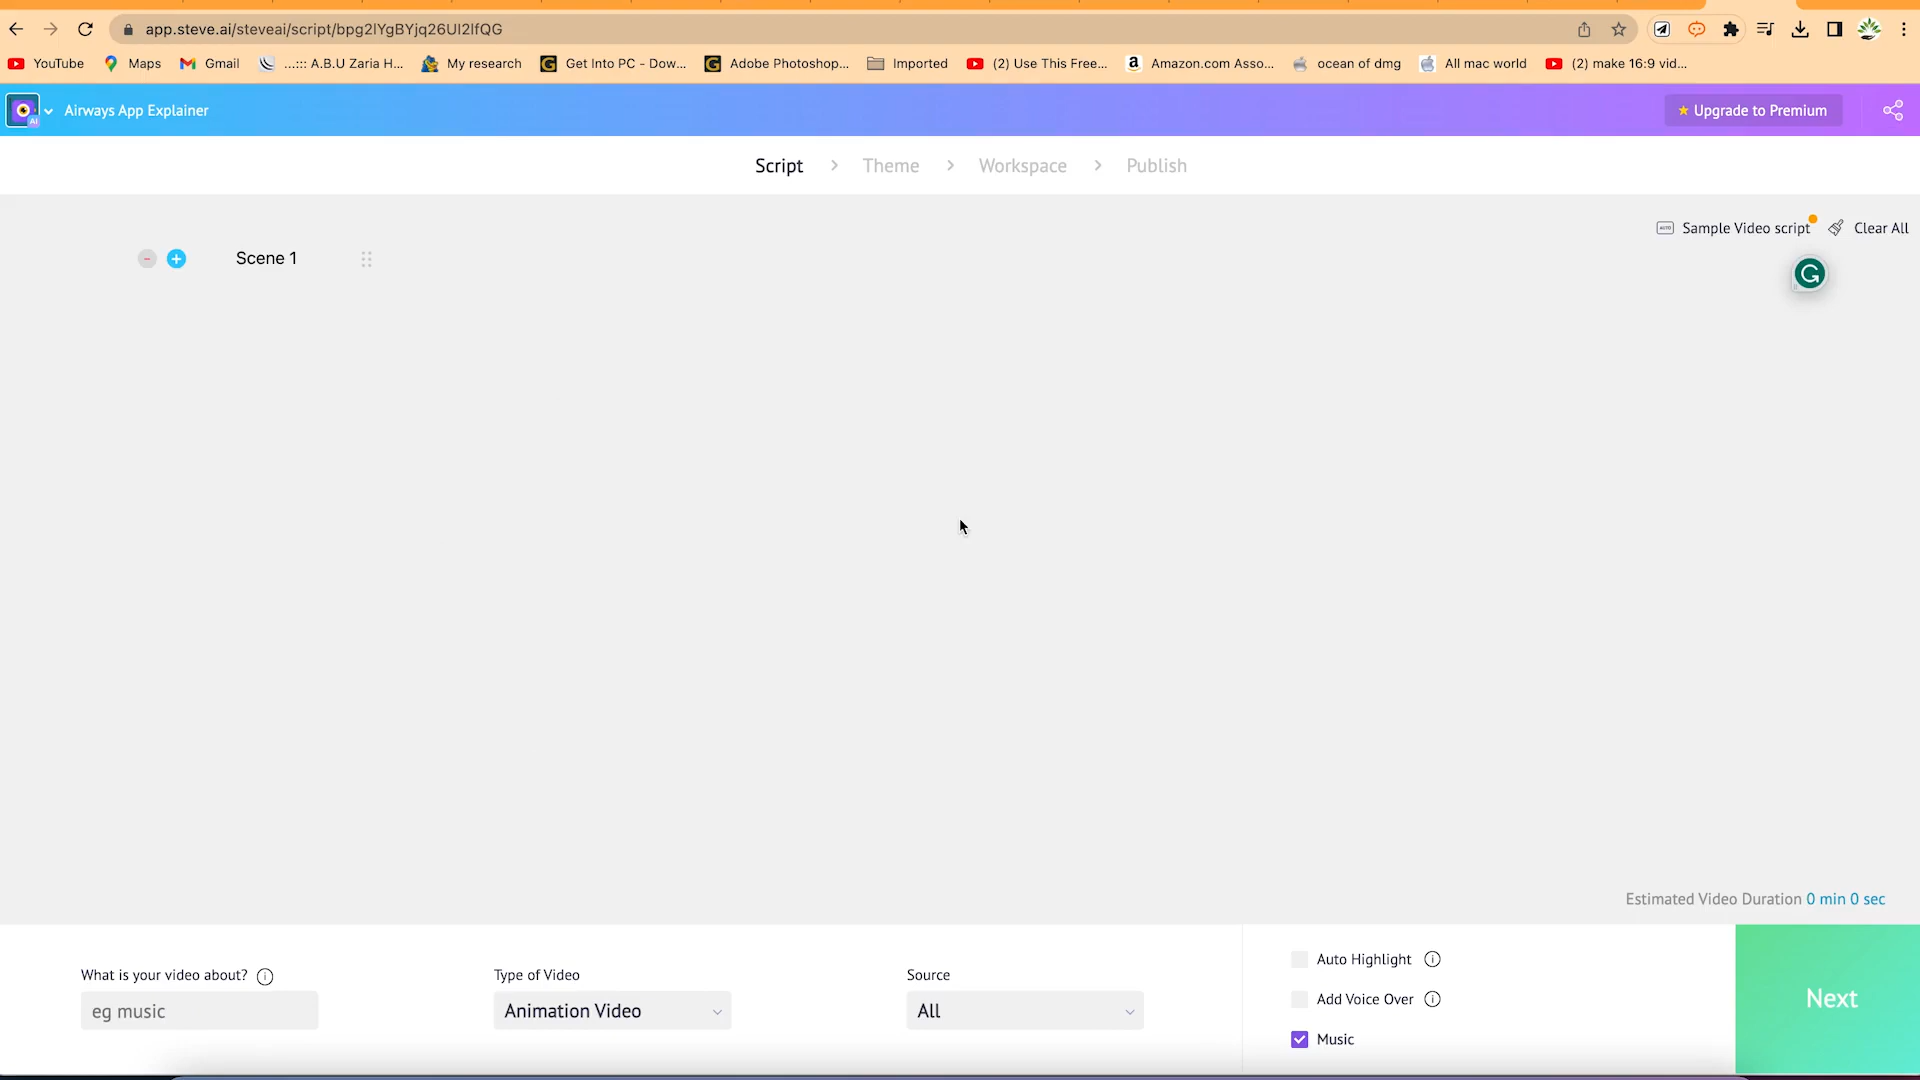 app.steve.ai/steveai/script/bpg2lYgBYjq26UI2lfQG
YouTube
Maps
Gmail
...::: A.B.U Zaria H...
My research
Get Into PC - Dow...
Adobe Photoshop...
Imported
(2) Use This Free...
Amazon.com Asso...
ocean of dmg
All mac world
(2) make 16:9 vid...
AI
Airways App Explainer
Upgrade to Premium
Script > Theme > Workspace > Publish
AUTO
Sample Video script
Clear All
Scene 1
Estimated Video Duration 0 min 0 sec
What is your video about?
eg music
Type of Video
Animation Video
Source
All
Auto Highlight
Add Voice Over
Music
Next